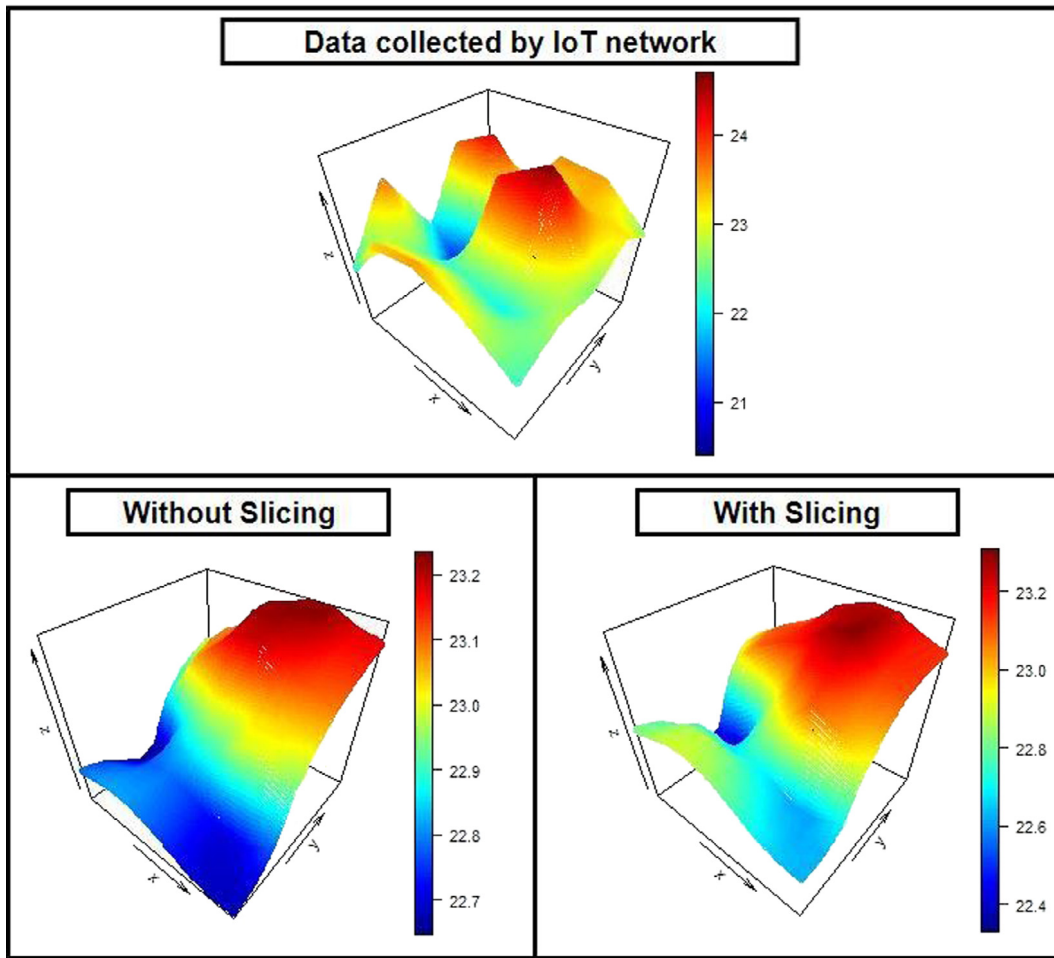 Data collected by IoT network
24
23
22
21
z
x
y
Without Slicing
23.2
23.1
23.0
22.9
22.8
22.7
z
x
y
With Slicing
23.2
23.0
22.8
22.6
22.4
z
x
y